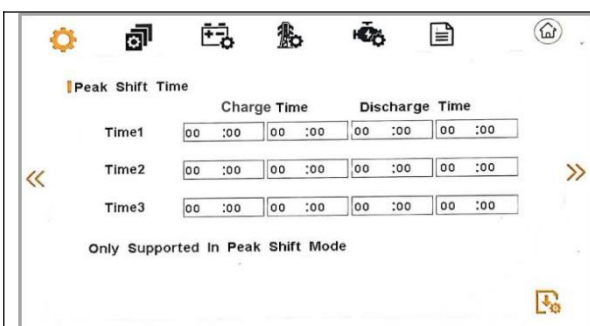 Peak Shift Time
Charge Time Discharge Time
Time1 00 :00 00 :00 00 :00 00 :00
Time2 00 :00 00 :00 00 :00 00 :00
Time3 00 :00 00 :00 00 :00 00 :00
Only Supported In Peak Shift Mode